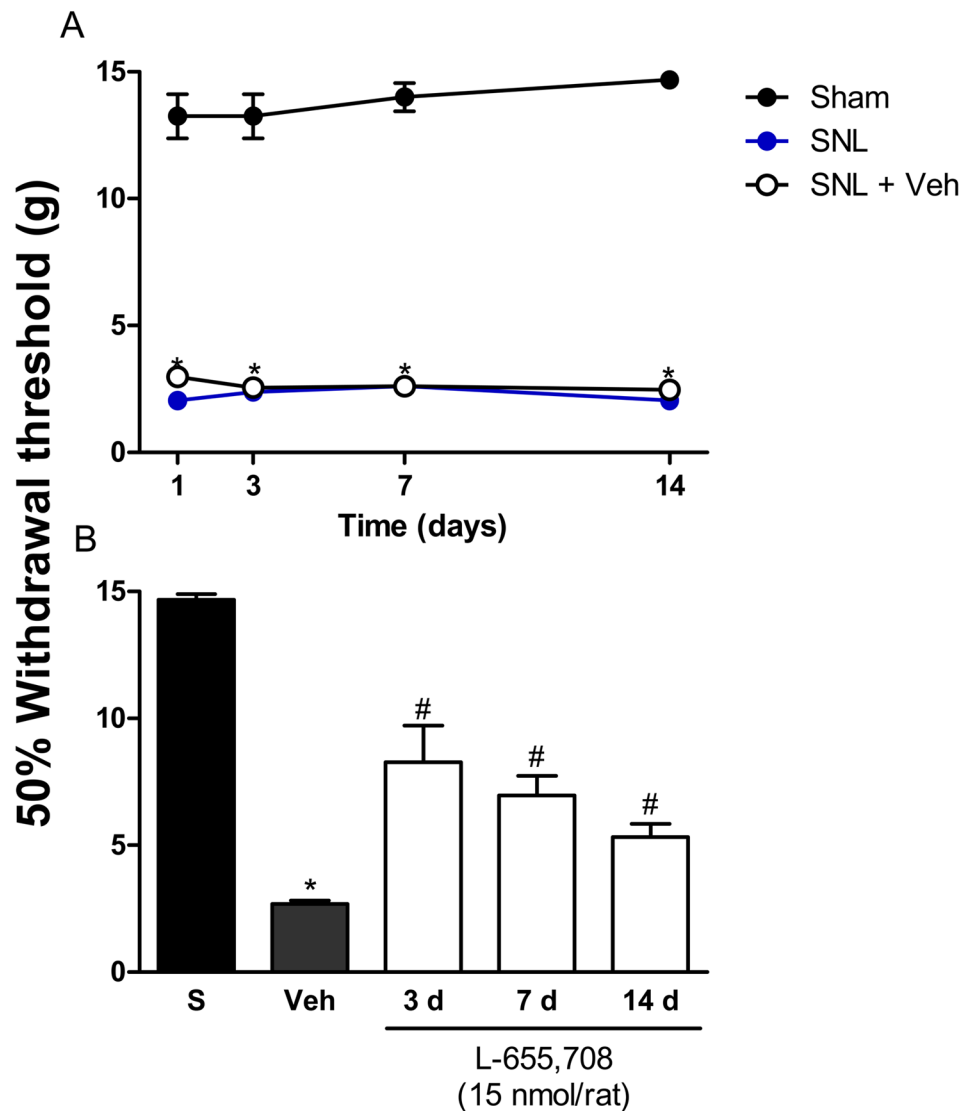 A
50% Withdrawal threshold (g)
15
10
5
0
* * * *
1 3 7 14
Time (days)
Sham
SNL
SNL + Veh
B
15
10
5
0
* # # #
S Veh 3 d 7 d 14 d
L-655,708
(15 nmol/rat)